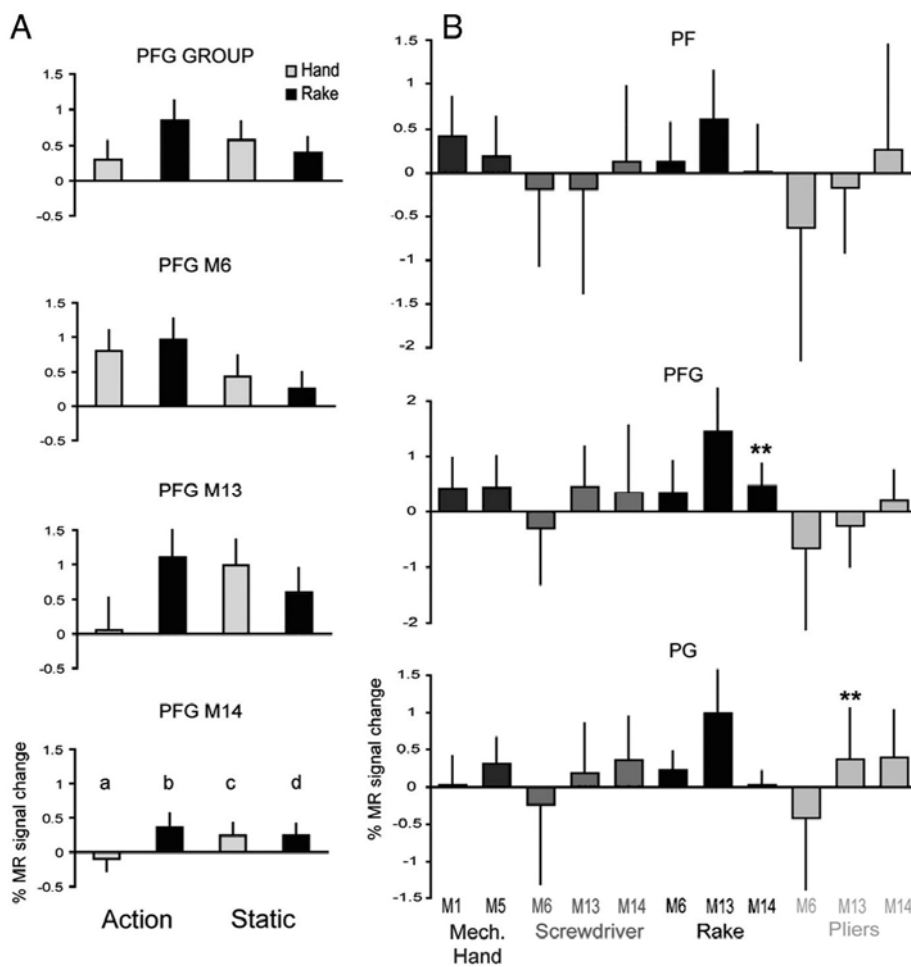 A
PFG GROUP
Hand
Rake
1.5
1
0.5
0
-0.5
PFG M6
1.5
1
0.5
0
-0.5
PFG M13
1.5
1
0.5
0
-0.5
PFG M14
1.5
1
0.5
0
-0.5
a b c d
% MR signal change
Action Static
B
PF
1.5
1
0.5
0
-0.5
-1
-1.5
-2
PFG
2
1
0
-1
-2
**
PG
1.5
1
0.5
0
-0.5
-1
-1.5
**
% MR signal change
M1 M5 M6 M13 M14 M6 M13 M14 M6 M13 M14
Mech. Screwdriver Rake Pliers
Hand